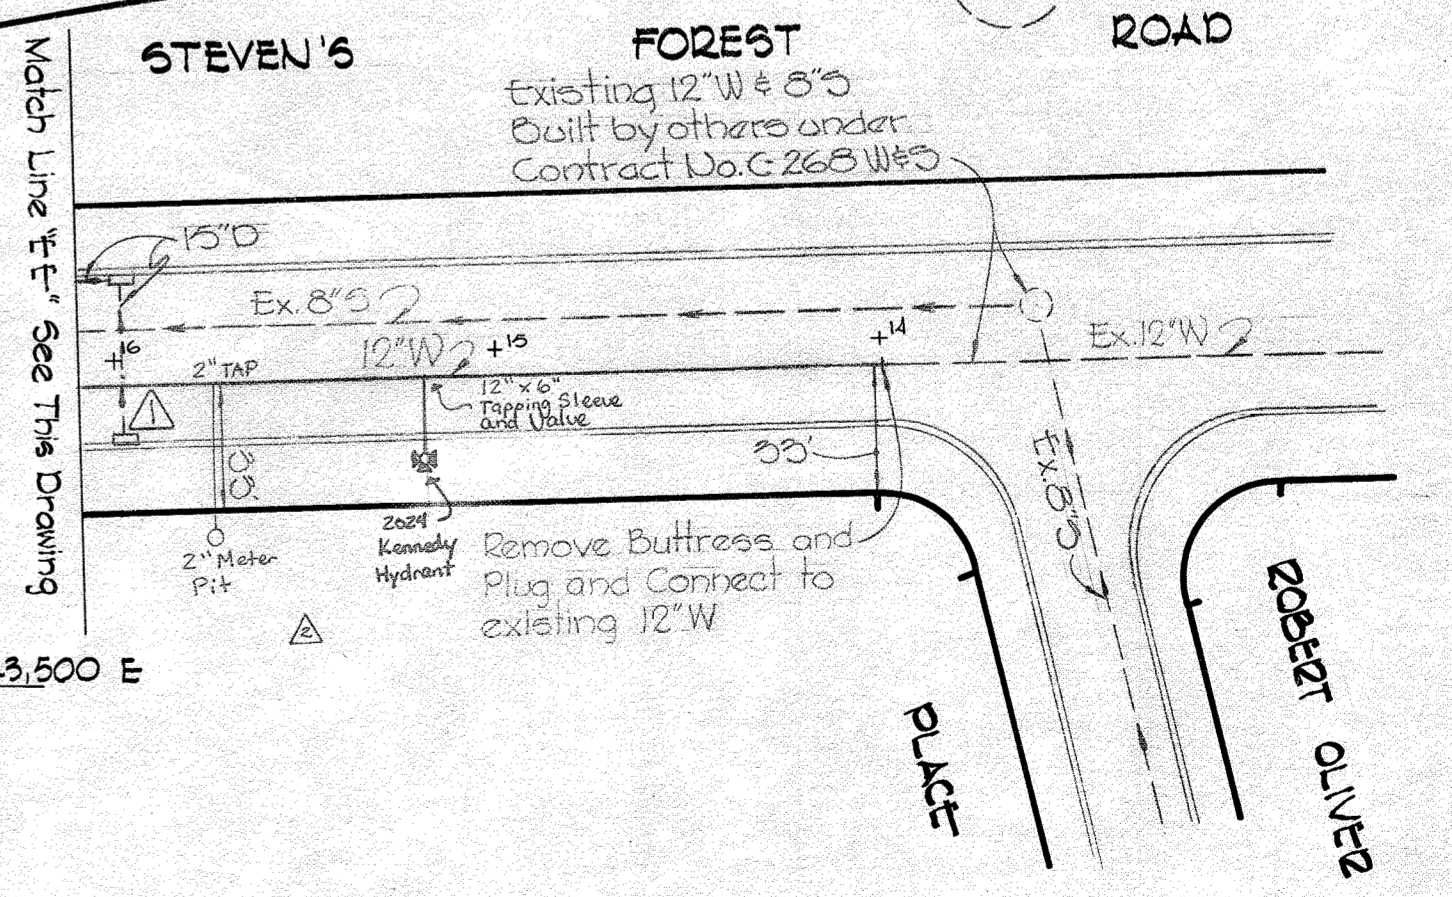 STEVEN'S FOREST ROAD
Existing 12"W & 8"S
Built by others under
Contract No. C-268 W&S
Match Line "FF" See This Drawing
15"D
Ex. 8"S
12"W
+15
+14
Ex. 12"W
+16
2" TAP
1
12" x 6"
Tapping Sleeve
and Valve
33'
33'
Ex. 8"S
2" Meter
Pit
2024
Kennedy
Hydrant
Remove Buttress and
Plug and Connect to
existing 12"W
2
3,500 E
ROBERT OLIVER
PLACE